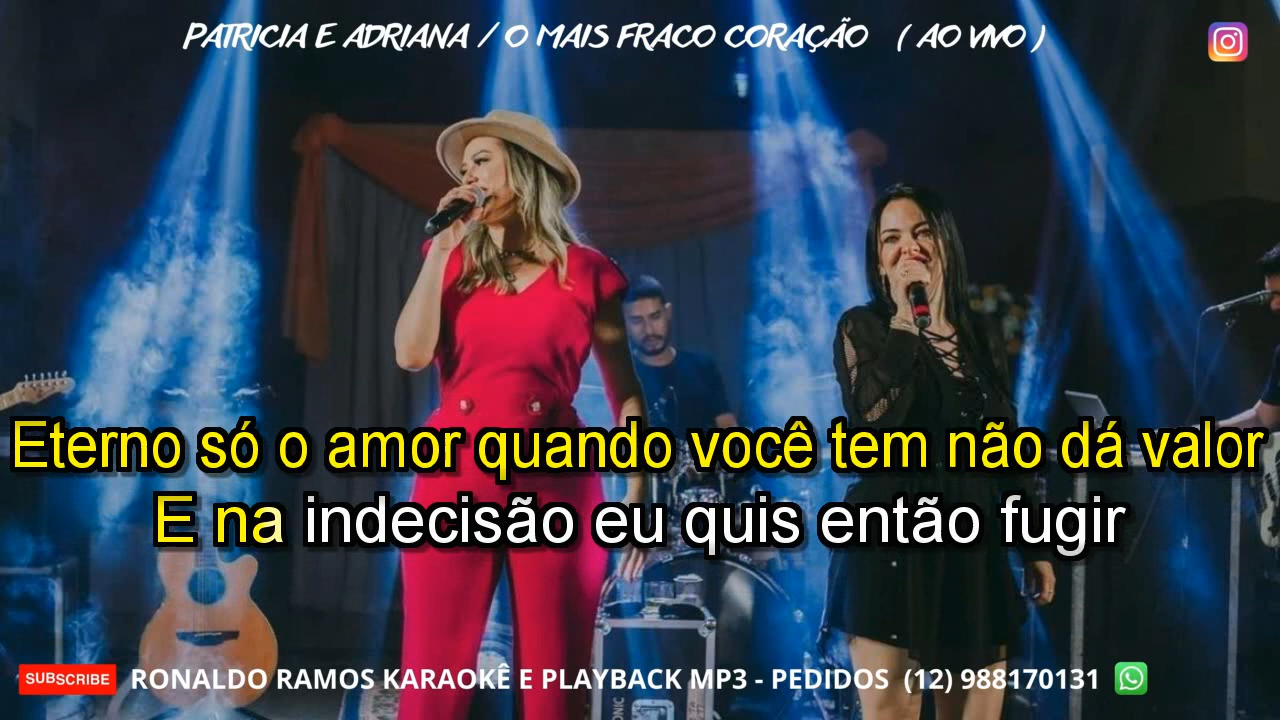 PATRICIA E ADRIANA / O MAIS FRACO CORAÇÃO ( AO VIVO )
Eterno só o amor quando você tem não dá valor
E na indecisão eu quis então fugir
SUBSCRIBE RONALDO RAMOS KARAOKÊ E PLAYBACK MP3 - PEDIDOS (12) 988170131